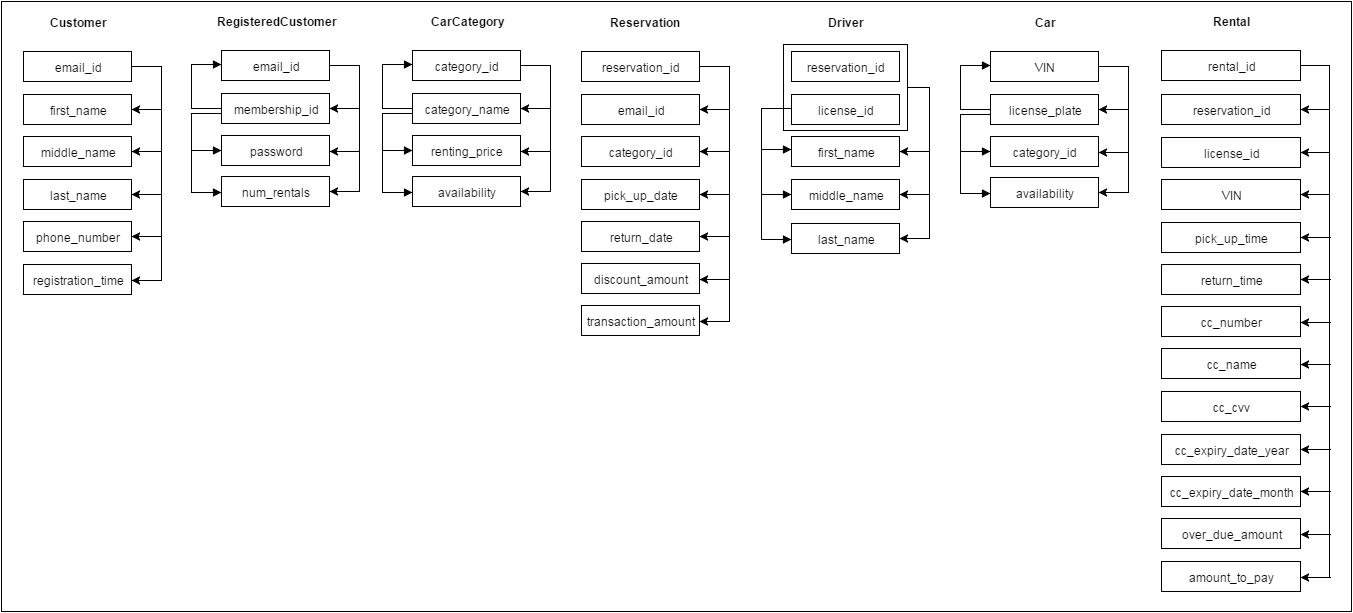 Customer
email_id
first_name
middle_name
last_name
phone_number
registration_time
RegisteredCustomer
email_id
membership_id
password
num_rentals
CarCategory
category_id
category_name
renting_price
availability
Reservation
reservation_id
email_id
category_id
pick_up_date
return_date
discount_amount
transaction_amount
Driver
reservation_id
license_id
first_name
middle_name
last_name
Car
VIN
license_plate
category_id
availability
Rental
rental_id
reservation_id
license_id
VIN
pick_up_time
return_time
cc_number
cc_name
cc_cvv
cc_expiry_date_year
cc_expiry_date_month
over_due_amount
amount_to_pay